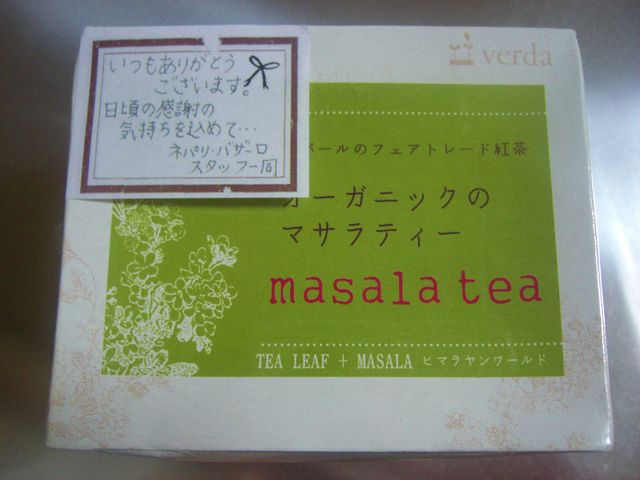 いつもありがとう
ございます。
日頃の感謝の
気持ちを込めて…
ネパリ・バザーロ
スタッフ一同
verda
パールのフェアトレード紅茶
オーガニックの
マサラティー
masala tea
TEA LEAF + MASALA ヒマラヤンワールド